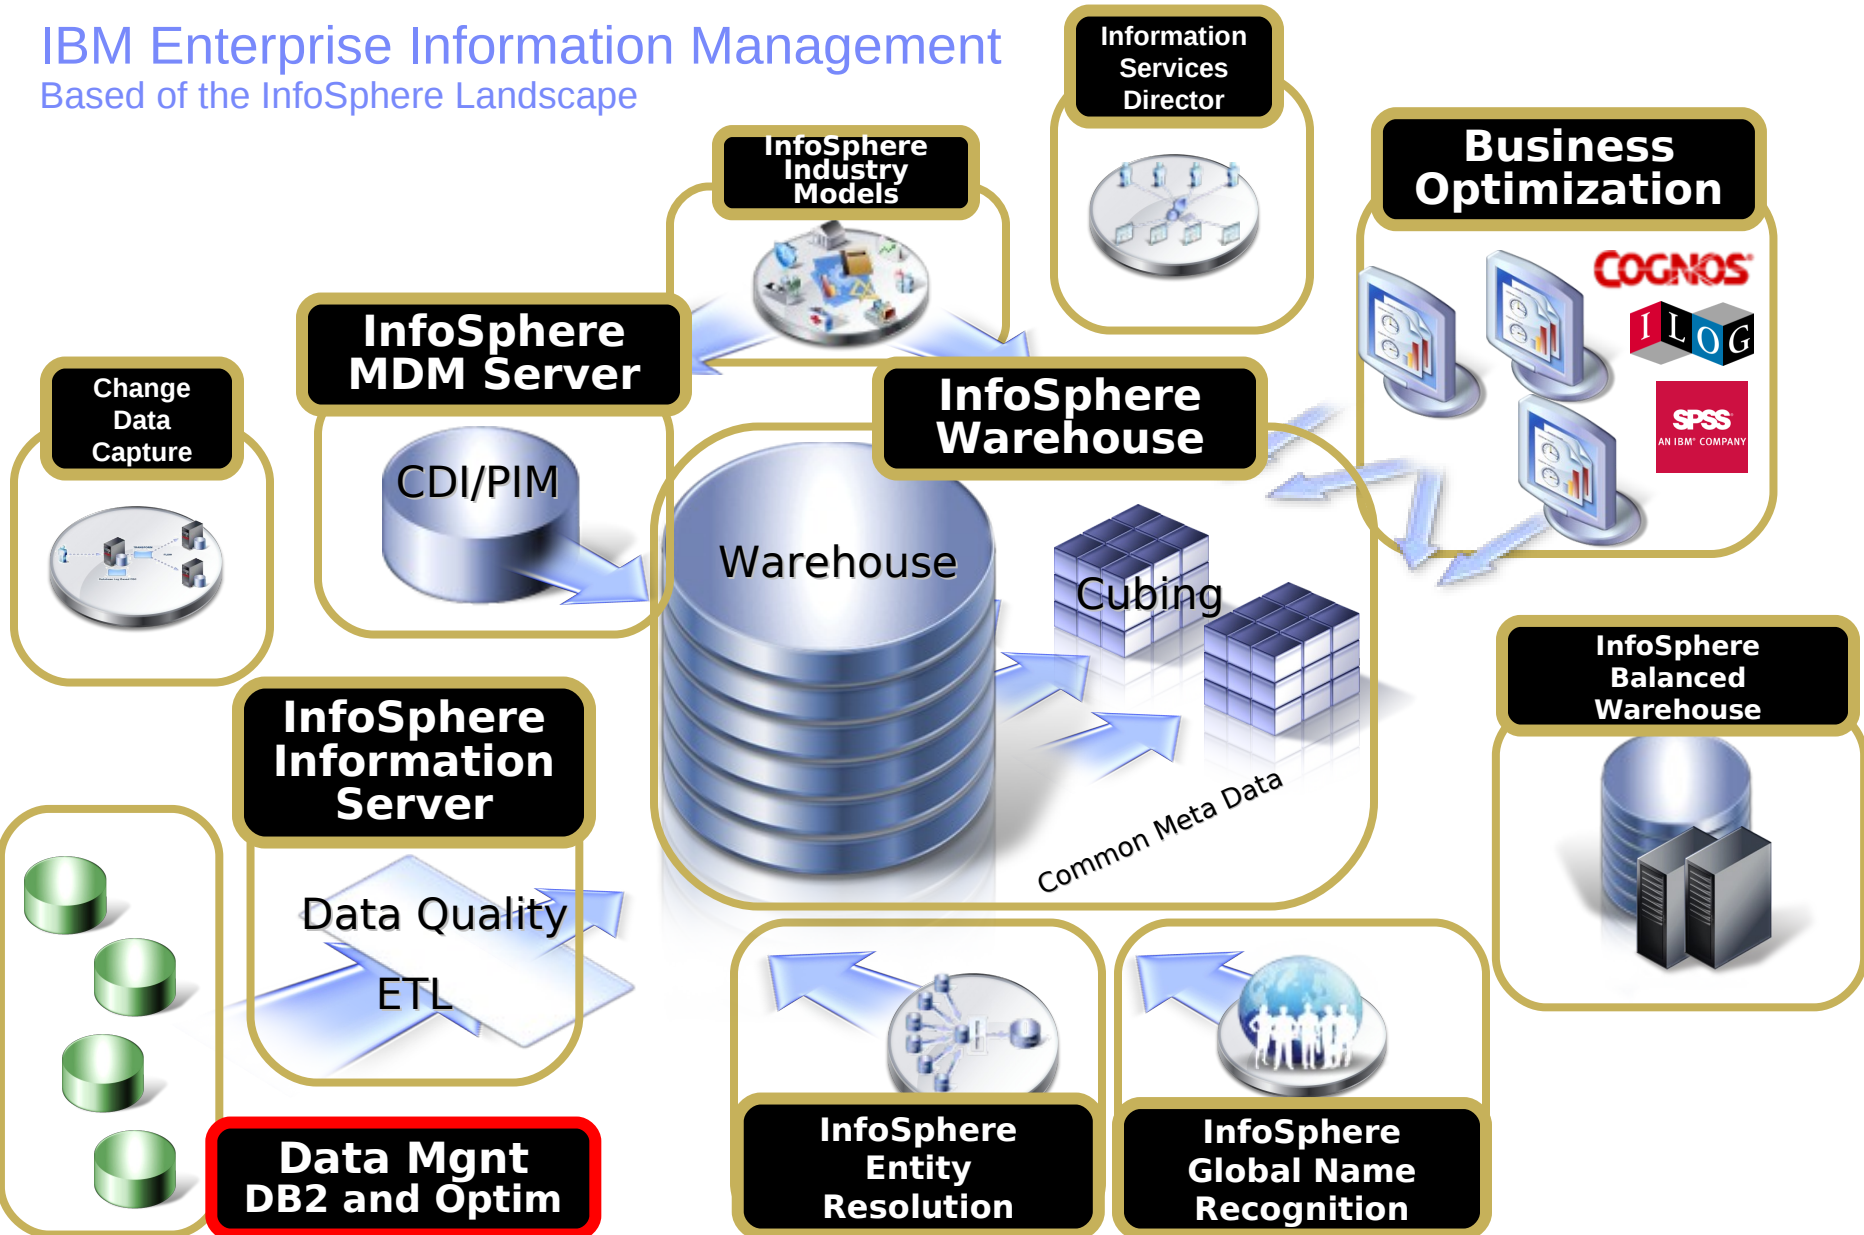 IBM Enterprise Information Management
Based of the InfoSphere Landscape
Information
Services
Director
InfoSphere
Industry
Models
Business
Optimization
COGNOS
ILOG
SPSS
AN IBM® COMPANY
InfoSphere
MDM Server
CDI/PIM
Change
Data
Capture
InfoSphere
Warehouse
Warehouse
Cubing
Common Meta Data
InfoSphere
Balanced
Warehouse
InfoSphere
Information
Server
Data Quality
ETL
Data Mgnt
DB2 and Optim
InfoSphere
Entity
Resolution
InfoSphere
Global Name
Recognition